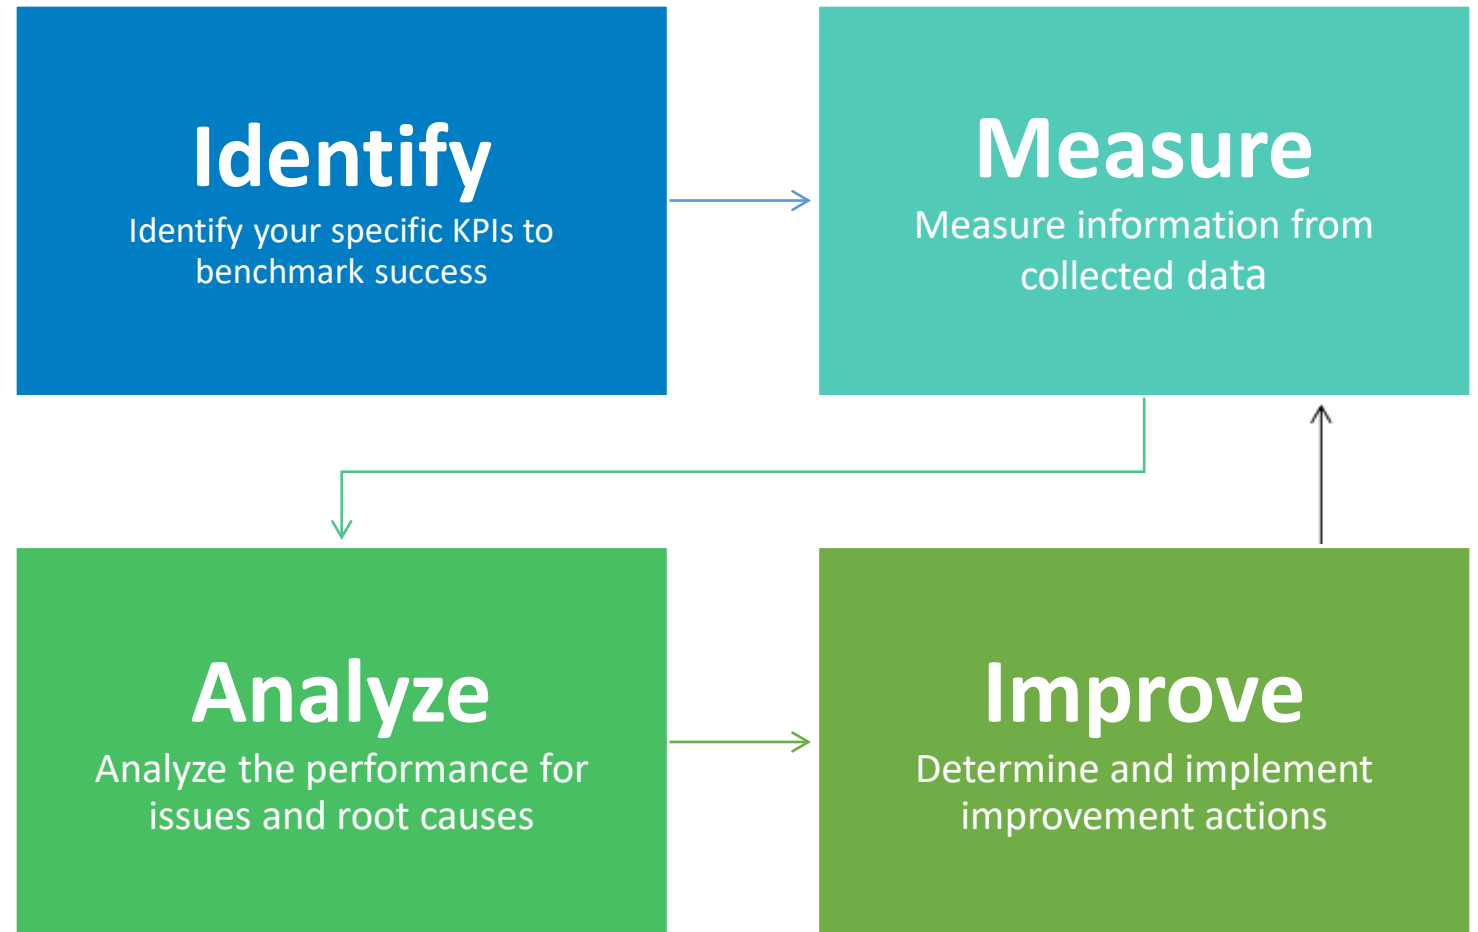 Identify
Identify your specific KPIs to
benchmark success
Measure
Measure information from
collected data
Analyze
Analyze the performance for
issues and root causes
Improve
Determine and implement
improvement actions